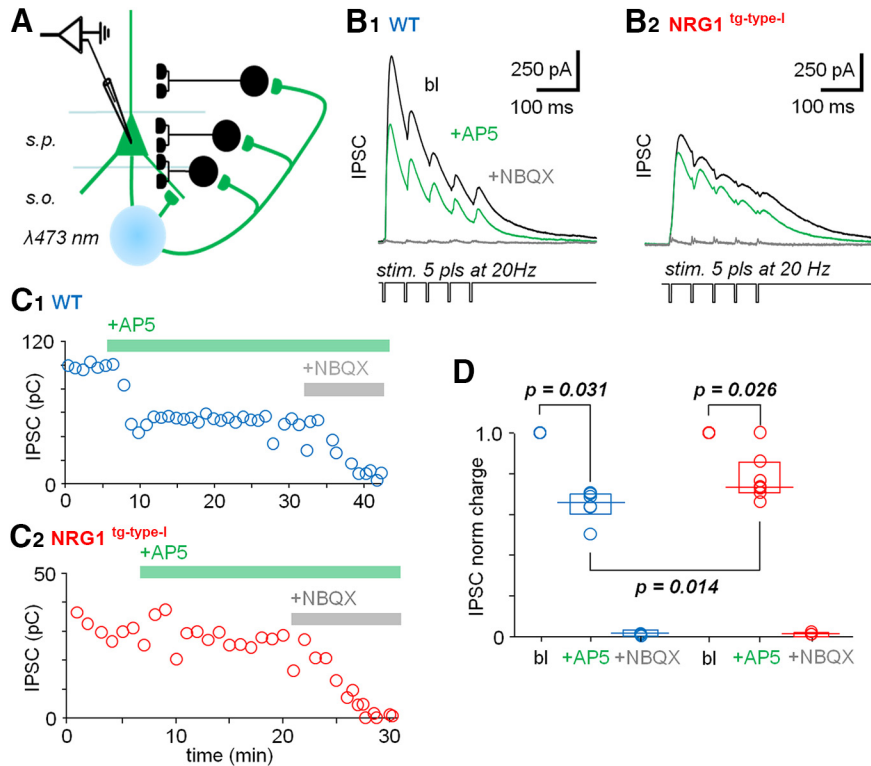 A
s.p.
s.o.
λ473 nm
B1 WT
bl
+AP5
+NBQX
IPSC
250 pA
100 ms
stim. 5 pls at 20Hz
B2 NRG1 tg-type-I
IPSC
250 pA
100 ms
stim. 5 pls at 20 Hz
C1 WT
+AP5
+NBQX
IPSC (pC)
120
0
0 10 20 30 40
C2 NRG1 tg-type-I
+AP5
+NBQX
IPSC (pC)
50
0
0 10 20 30
time (min)
D
p = 0.031
p = 0.026
p = 0.014
IPSC norm charge
1.0
0
bl +AP5 +NBQX bl +AP5 +NBQX